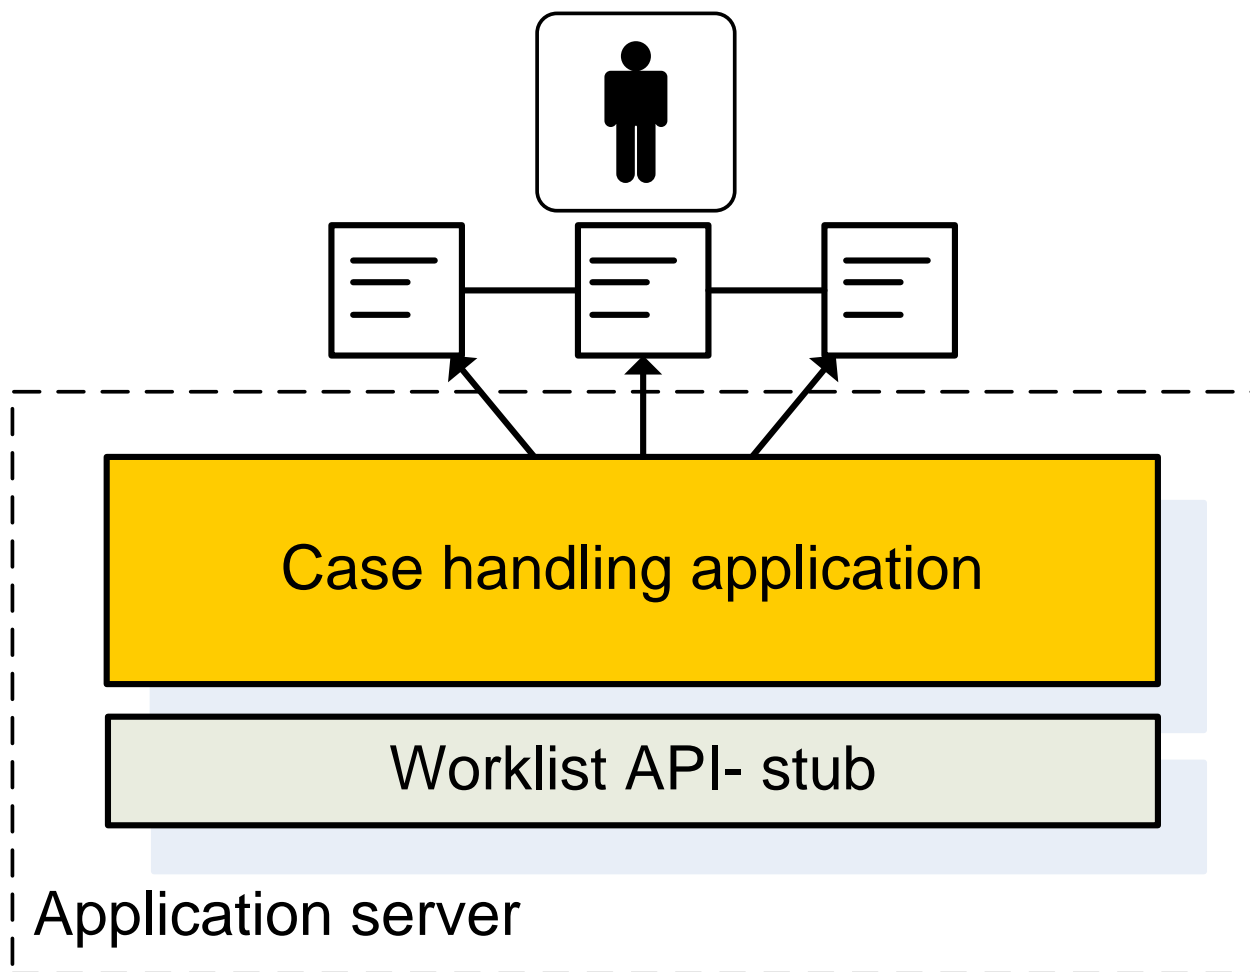 Case handling application
Worklist API- stub
Application server